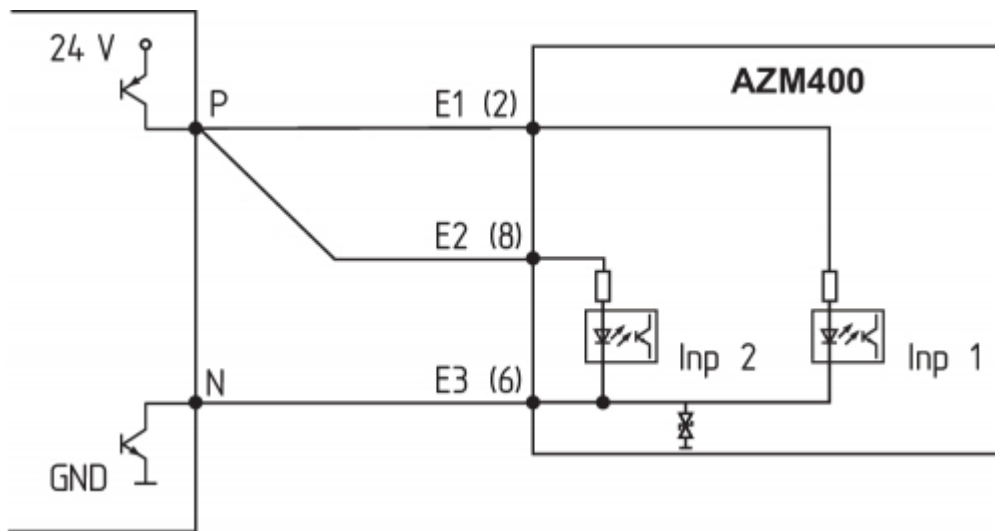 24 V
P
E1 (2)
AZM400
E2 (8)
Inp 2
Inp 1
N
E3 (6)
GND